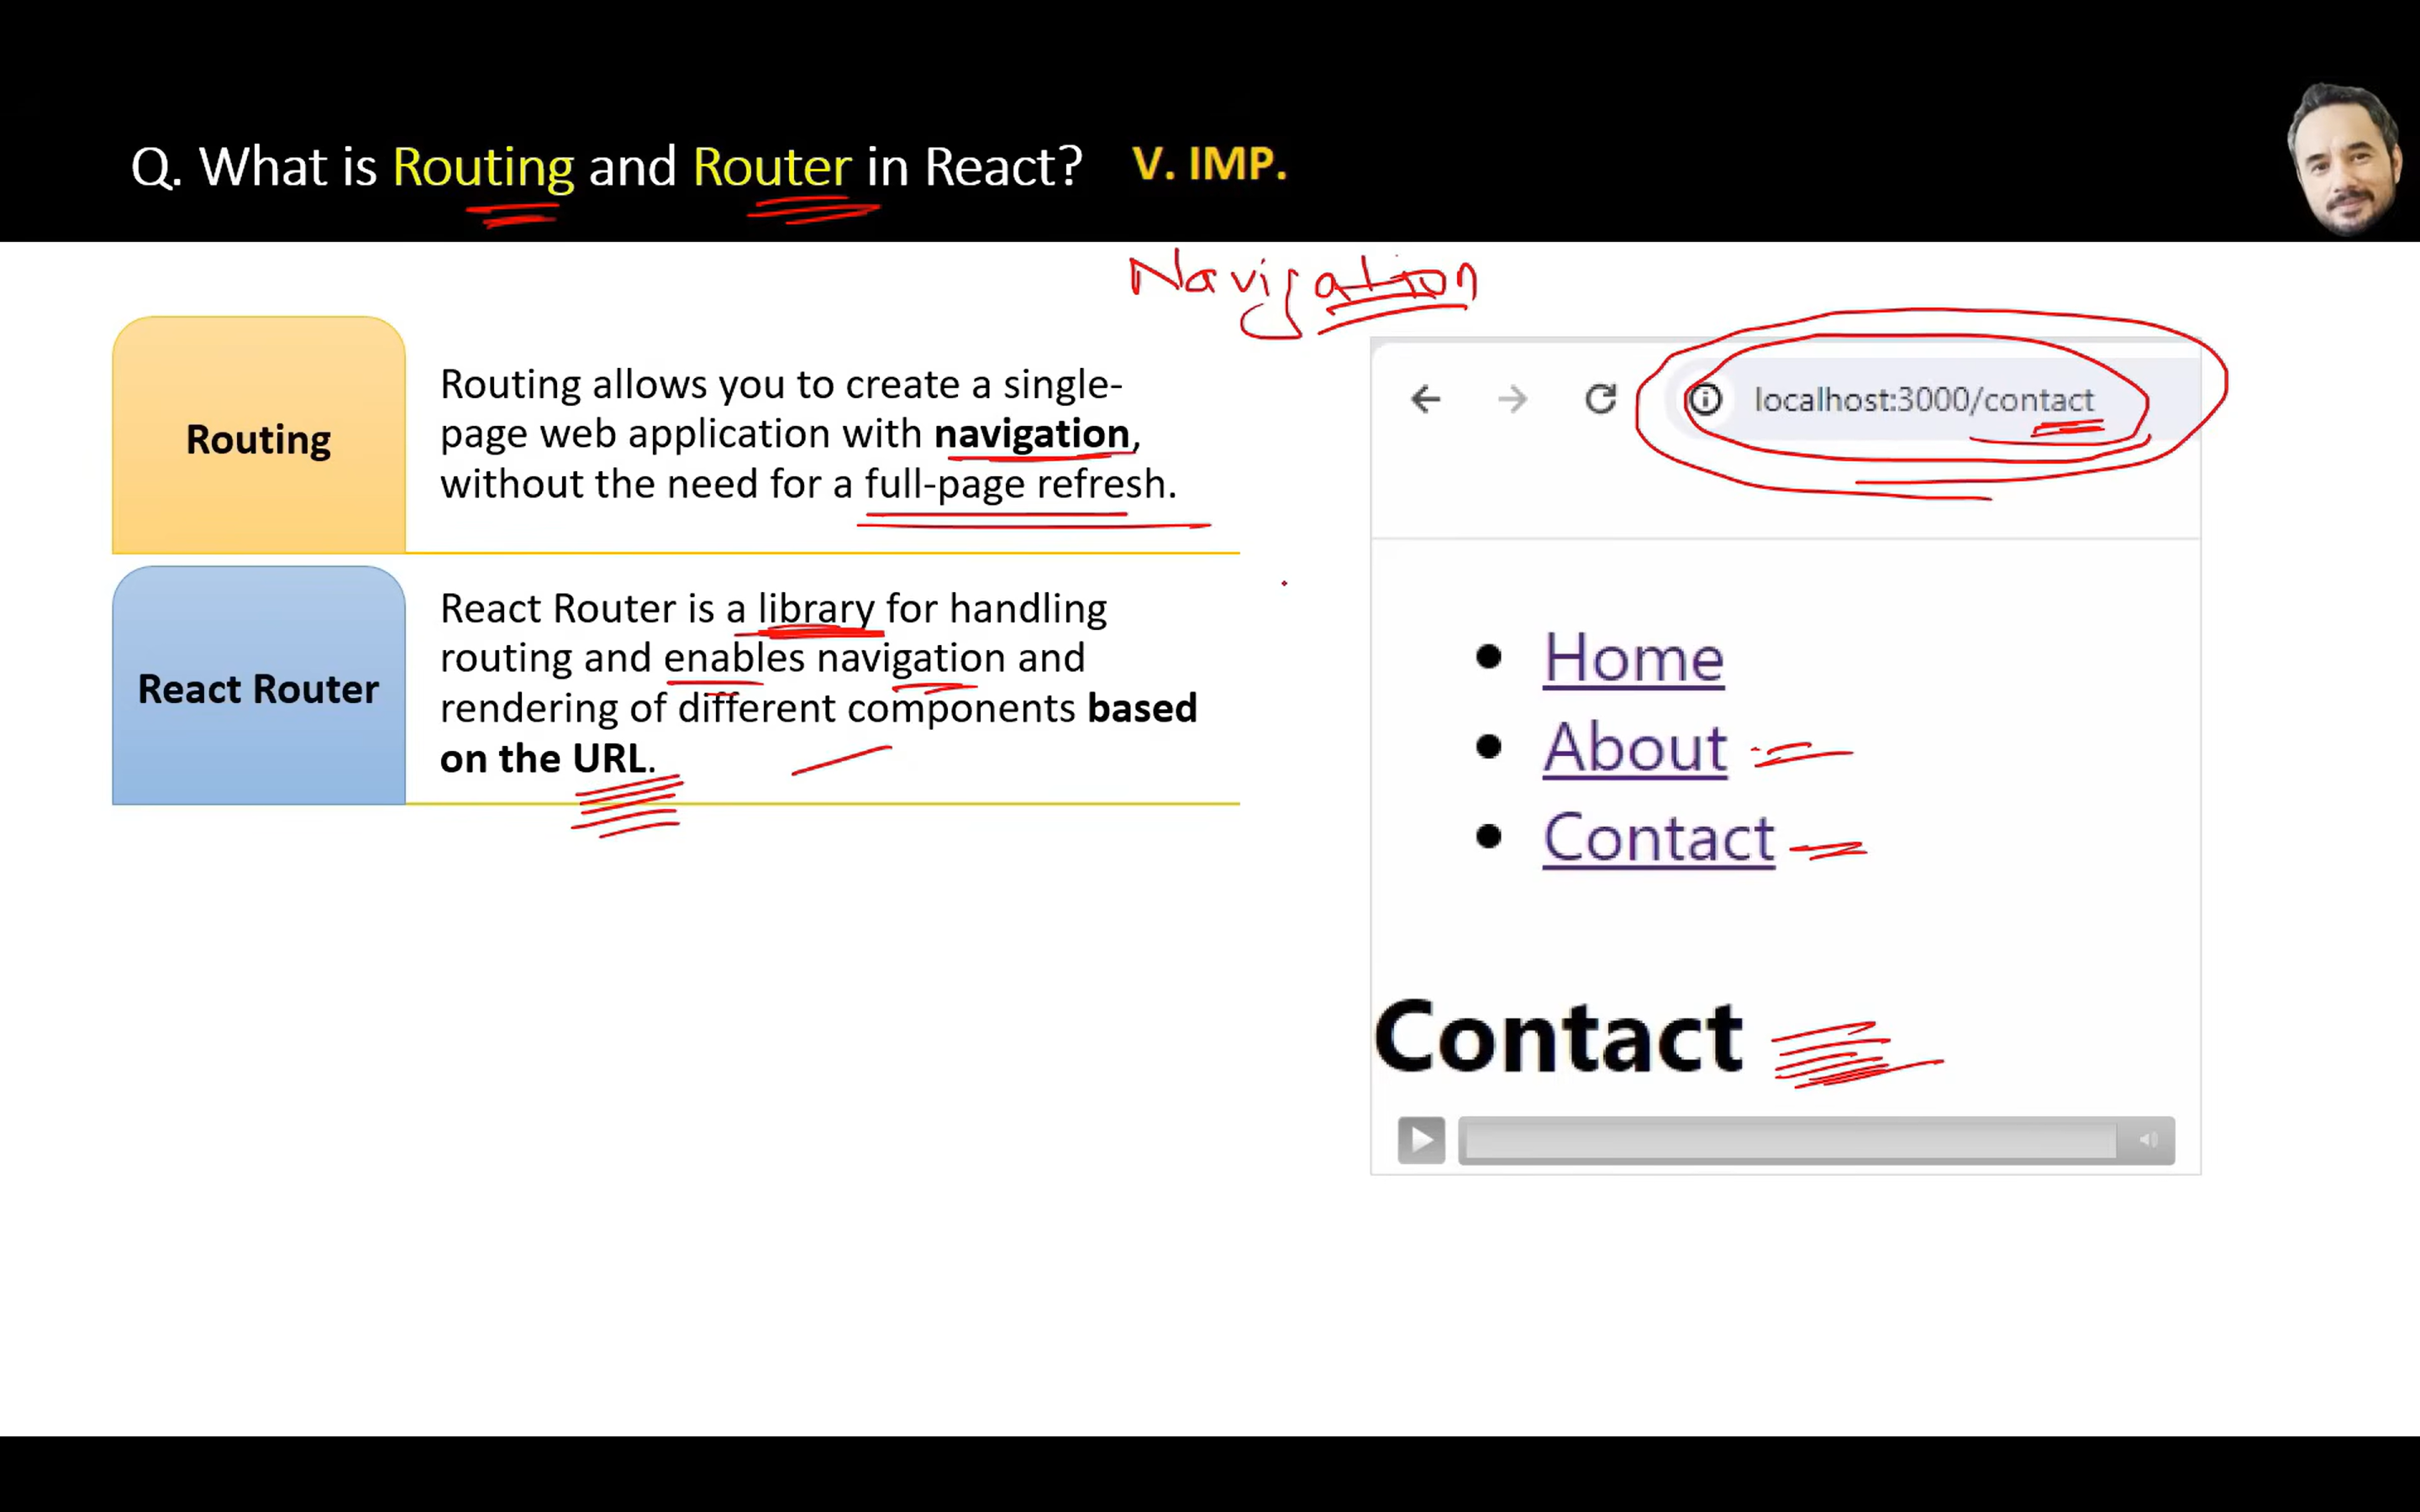 Q. What is Routing and Router in React? V. IMP.
Navigation
Routing
Routing allows you to create a single-
page web application with navigation,
without the need for a full-page refresh.
React Router
React Router is a library for handling
routing and enables navigation and
rendering of different components based
on the URL.
localhost:3000/contact
• Home
• About
• Contact
Contact